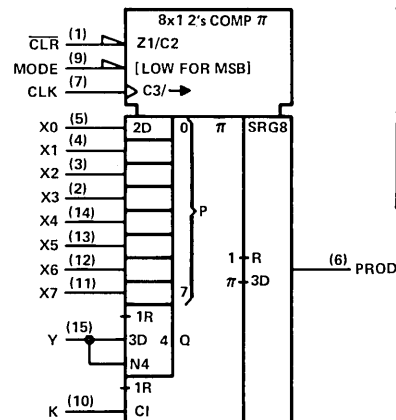 8x1 2's COMP π
CLR (1) Z1/C2
MODE (9) [LOW FOR MSB]
CLK (7) C3/→
X0 (5) 2D 0 π SRG8
X1 (4)
X2 (3)
X3 (2)
X4 (14) P
X5 (13)
X6 (12) 1 R (6) PROD
X7 (11) 7 π 3D
1R
Y (15) 3D 4 Q
N4
1R
K (10) CI